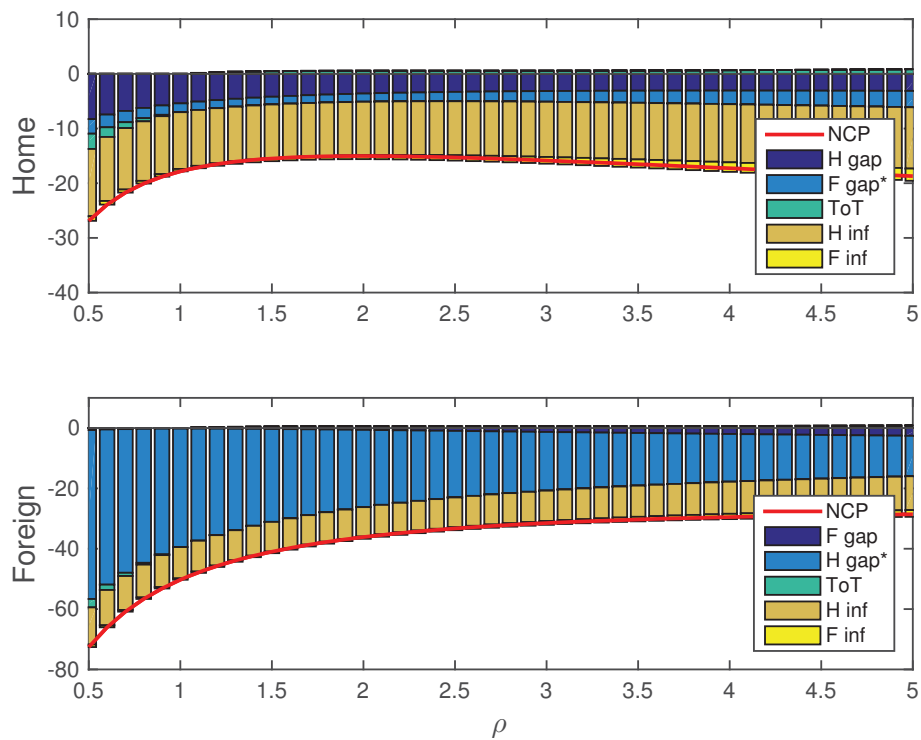 10
0
-10
-20
-30
-40
Home
0.5 1 1.5 2 2.5 3 3.5 4 4.5 5
NCP
H gap
F gap*
ToT
H inf
F inf
0
-20
-40
-60
-80
Foreign
0.5 1 1.5 2 2.5 3 3.5 4 4.5 5
NCP
F gap
H gap*
ToT
H inf
F inf
ρ